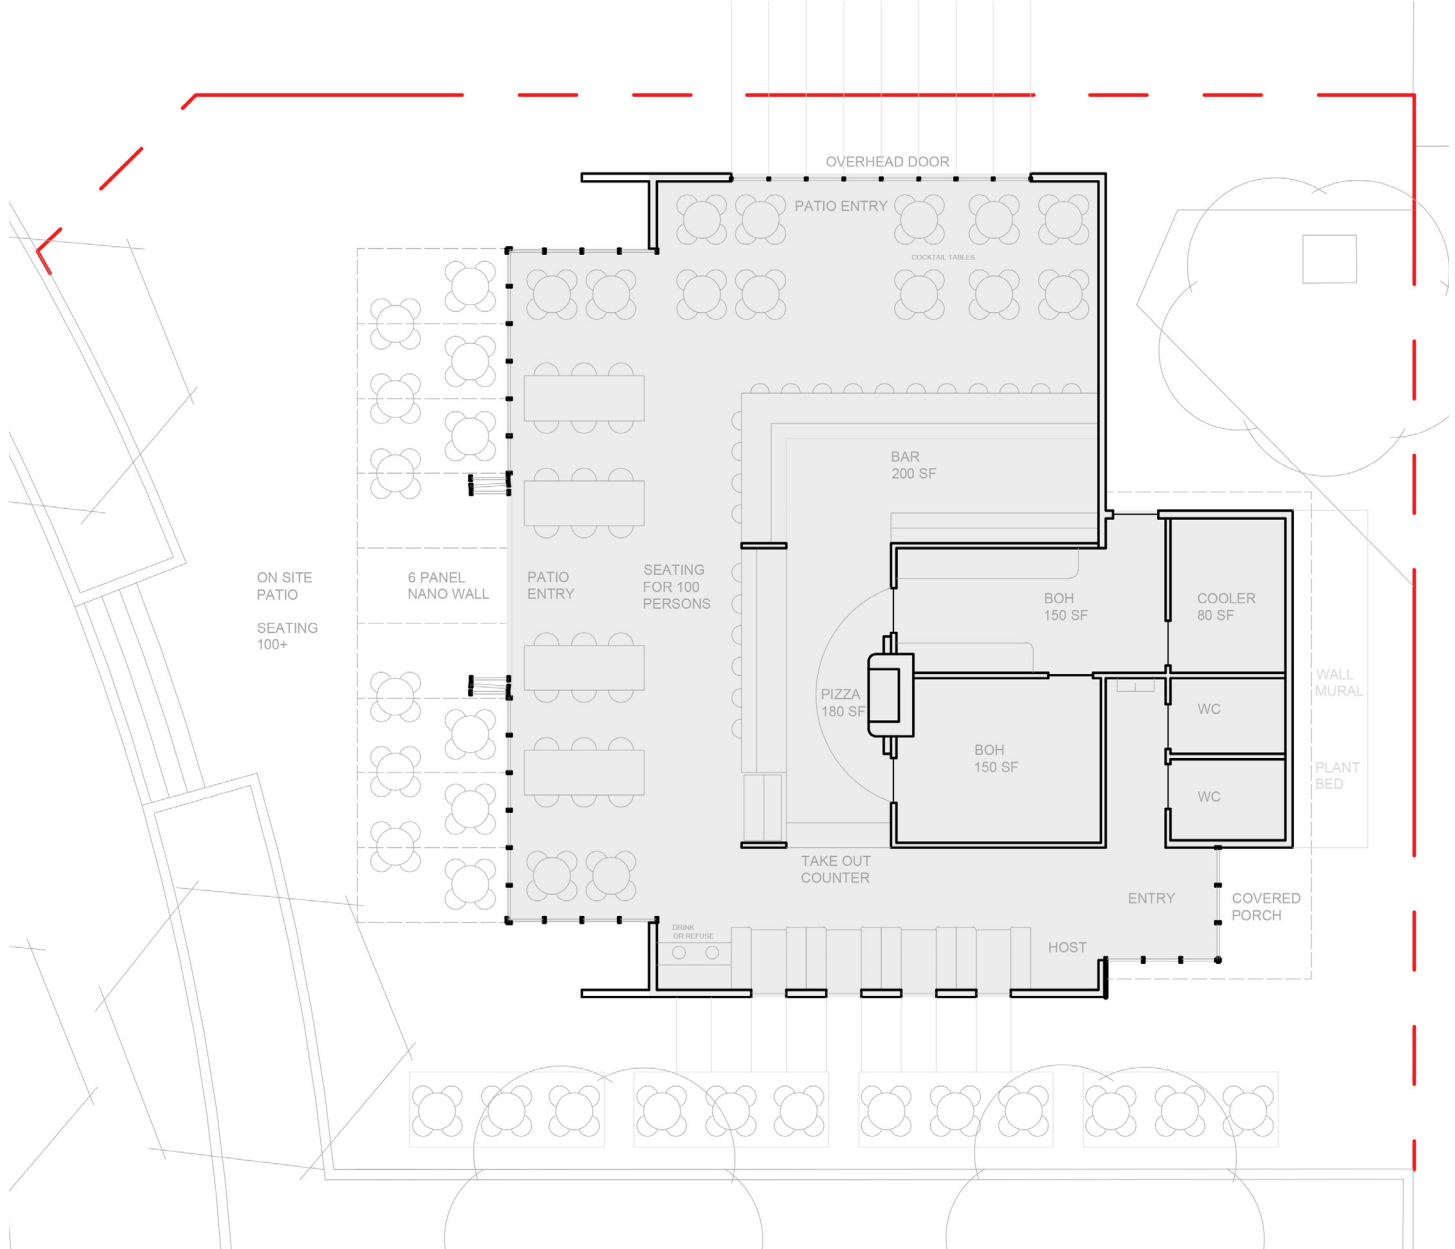 OVERHEAD DOOR
PATIO ENTRY
COCKTAIL TABLES
BAR
200 SF
ON SITE
PATIO
SEATING
100+
6 PANEL
NANO WALL
PATIO
ENTRY
SEATING
FOR 100
PERSONS
BOH
150 SF
COOLER
80 SF
WALL
MURAL
PIZZA
180 SF
WC
BOH
150 SF
PLANT
BED
WC
TAKE OUT
COUNTER
ENTRY
COVERED
PORCH
DRINK
OR REFUSE
HOST